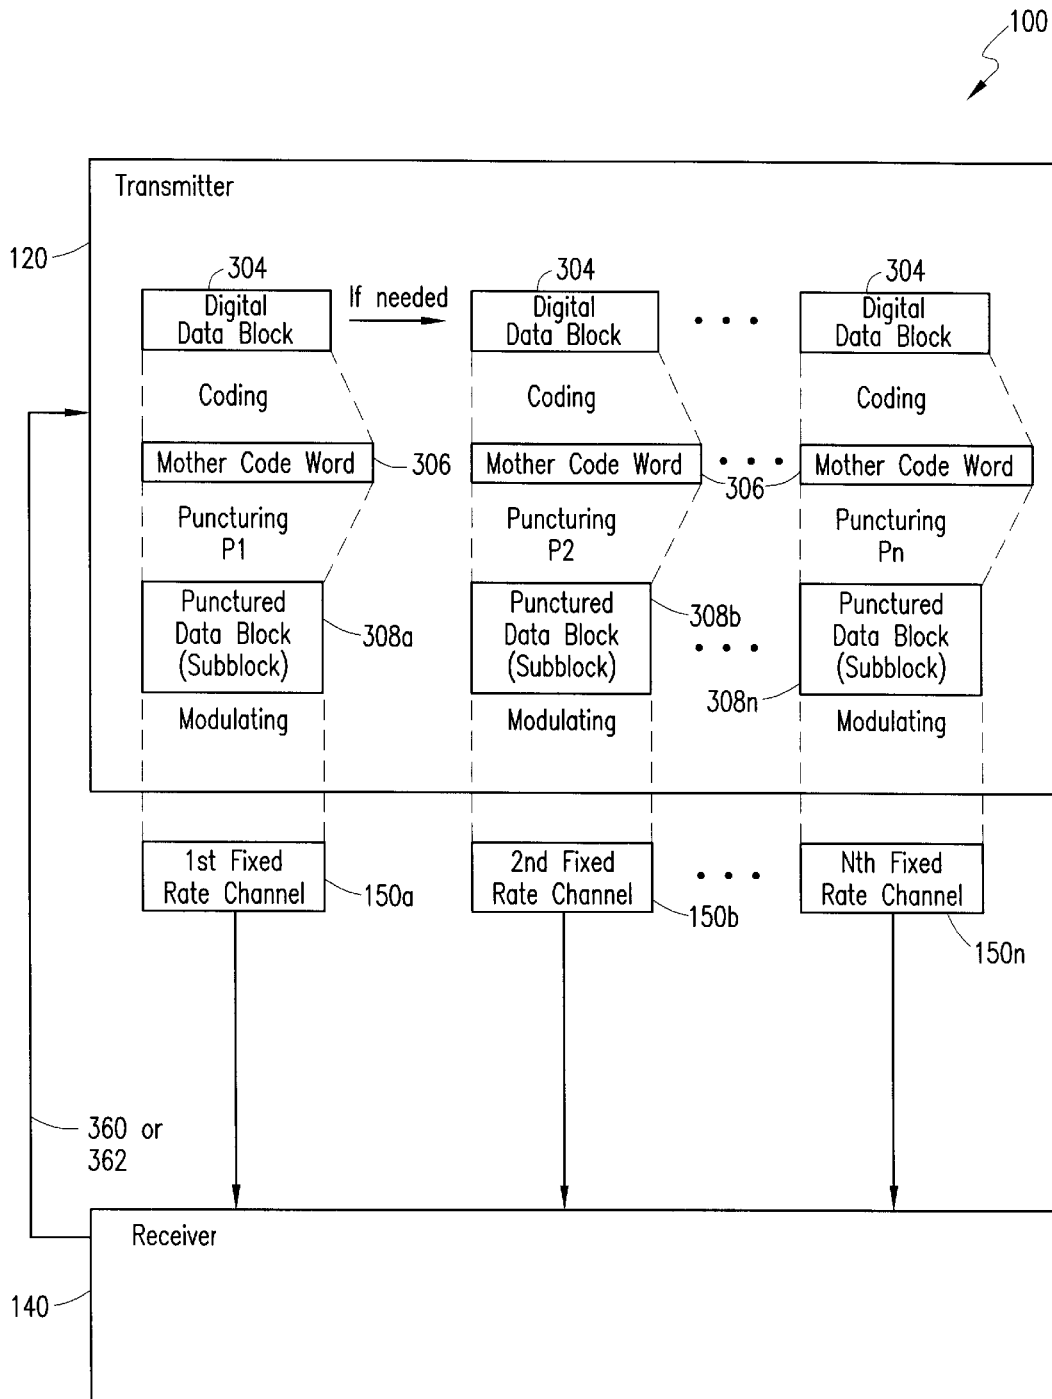 100
Transmitter
120
304
304
304
Digital
Data Block
If needed
Digital
Data Block
Digital
Data Block
Coding
Coding
Coding
Mother Code Word
306
Mother Code Word
306
Mother Code Word
Puncturing
P1
Puncturing
P2
Puncturing
Pn
Punctured
Data Block
(Subblock)
308a
Punctured
Data Block
(Subblock)
308b
Punctured
Data Block
(Subblock)
308n
Modulating
Modulating
Modulating
1st Fixed
Rate Channel
150a
2nd Fixed
Rate Channel
150b
Nth Fixed
Rate Channel
150n
360 or
362
Receiver
140